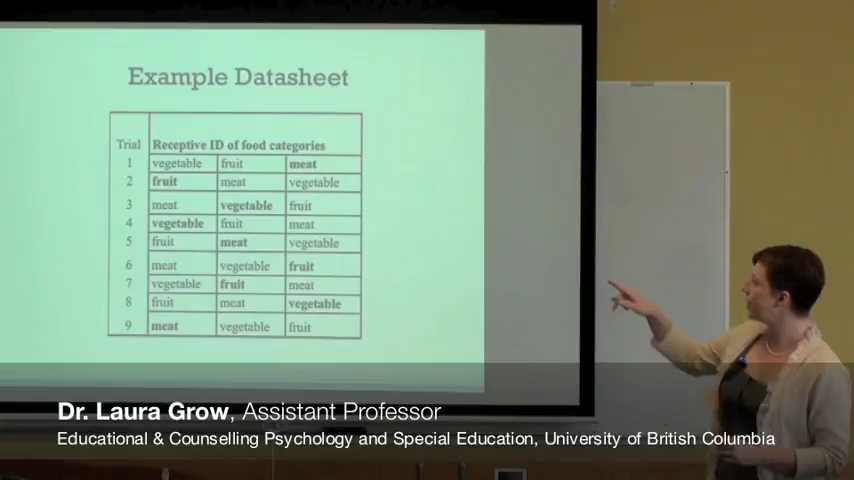 Example Datasheet
Trial Receptive ID of food categories
1 vegetable fruit meat
2 fruit meat vegetable
3 meat vegetable fruit
4 vegetable fruit meat
5 fruit meat vegetable
6 meat vegetable fruit
7 vegetable fruit meat
8 fruit meat vegetable
9 meat vegetable fruit
Dr. Laura Grow, Assistant Professor
Educational & Counselling Psychology and Special Education, University of British Columbia